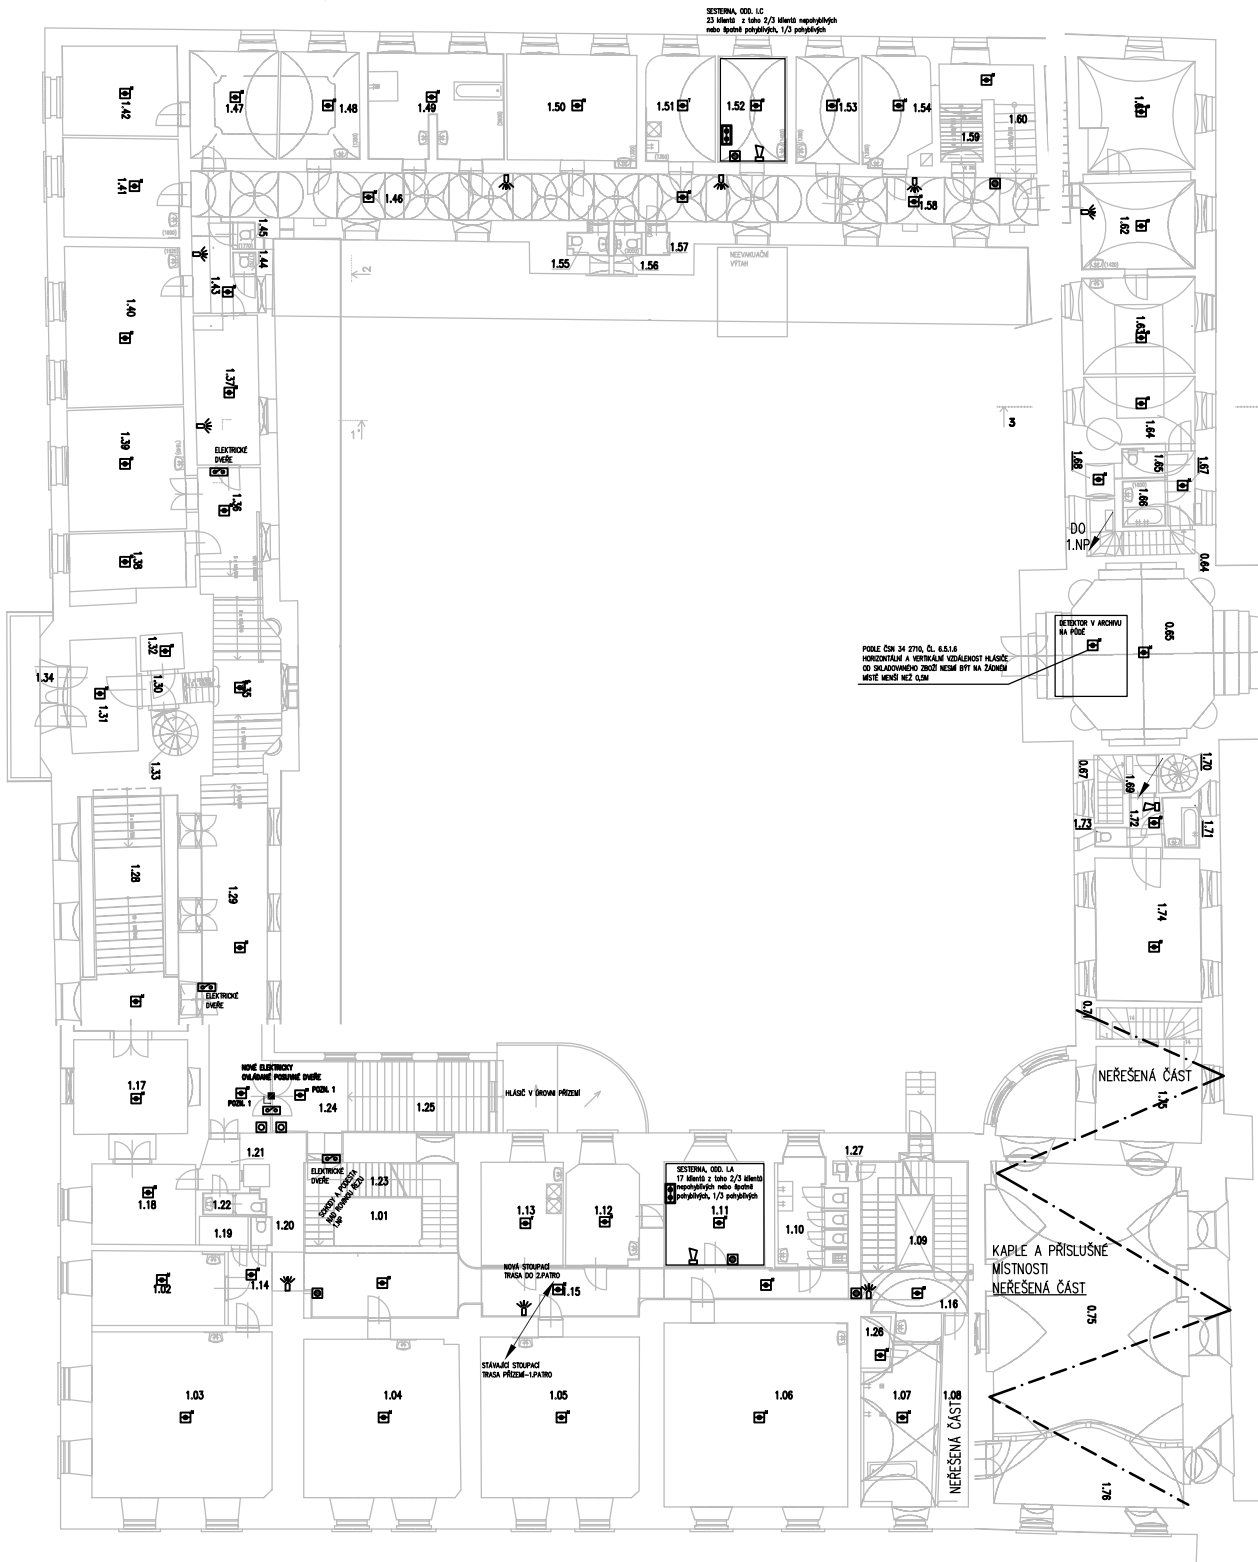 SESTERNA, ODD. I.C
23 klientů z toho 2/3 klientů nepohyblivých
nebo špatně pohyblivých, 1/3 pohyblivých
1.42
1.47
1.48
1.49
1.50
1.51
1.52
1.53
1.54
1.59
1.60
1.41
1.46
1.58
1.62
1.45
1.44
1.43
1.55
1.56
1.57
NEEVAKUAČNÍ
VÝTAH
2
1.40
1.63
1.37
1.39
ELEKTRICKÉ
DVEŘE
1.36
1'
3
1.64
1.68
1.65
1.67
1.66
DO
1.NP
0.64
1.38
1.32
1.34
1.30
1.31
1.35
1.33
DETEKTOR V ARCHIVU
NA PŮDĚ
0.65
PODLE ČSN 34 2710, ČL. 6.5.1.6
HORIZONTÁLNÍ A VERTIKÁLNÍ VZDÁLENOST HLÁSIČE
OD SKLADOVANÉHO ZBOŽÍ NESMÍ BÝT NA ŽÁDNÉM
MÍSTĚ MENŠÍ NEŽ 0,5M
0.67
1.69
1.70
1.73
1.72
1.71
1.28
1.29
1.74
ELEKTRICKÉ
DVEŘE
0.71
NEŘEŠENÁ ČÁST
1.75
1.17
NOVÉ ELEKTRICKY
OVLÁDANÉ POSUVNÉ DVEŘE
POZN. 1
POZN. 1
1.24
1.25
HLÁSIČ V ÚROVNI PŘÍZEMÍ
1.21
ELEKTRICKÉ
DVEŘE
1.23
SCHODY A PODESTA
NAD ROVINOU ŘEZU
1.NP
1.01
1.18
1.22
1.19
1.20
1.13
1.12
SESTERNA, ODD. I.A
17 klientů z toho 2/3 klientů
nepohyblivých nebo špatně
pohyblivých, 1/3 pohyblivých
1.11
1.10
1.27
1.09
KAPLE A PŘÍSLUŠNÉ
MÍSTNOSTI
NEŘEŠENÁ ČÁST
0.75
1.02
1.14
NOVÁ STOUPACÍ
TRASA DO 2.PATRO
1.15
1.16
1.26
STÁVAJÍCÍ STOUPACÍ
TRASA PŘÍZEMÍ-1.PATRO
1.03
1.04
1.05
1.06
1.07
1.08
NEŘEŠENÁ ČÁST
1.76